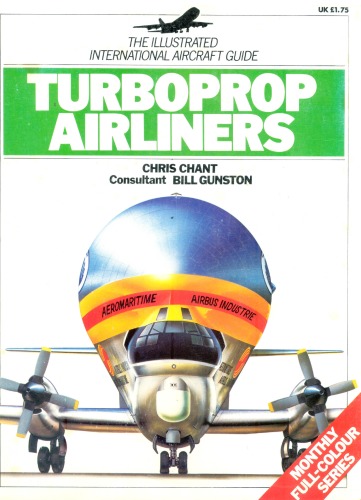 UK £1.75
THE ILLUSTRATED
INTERNATIONAL AIRCRAFT GUIDE
TURBOPROP
AIRLINERS
CHRIS CHANT
Consultant BILL GUNSTON
AEROMARITIME
AIRBUS INDUSTRIE
MONTHLY
FULL-COLOUR
SERIES